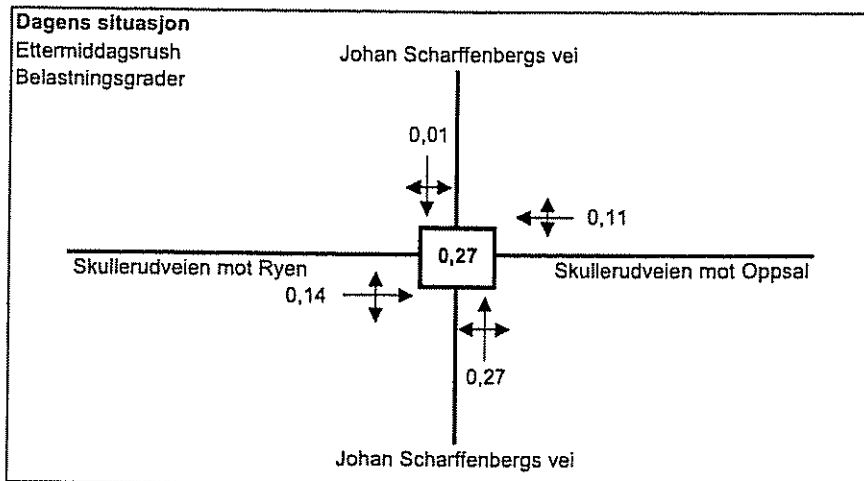 Dagens situasjon
Ettermiddagsrush
Belastningsgrader
Johan Scharffenbergs vei
0,01
0,11
0,27
Skullerudveien mot Ryen
Skullerudveien mot Oppsal
0,14
0,27
Johan Scharffenbergs vei